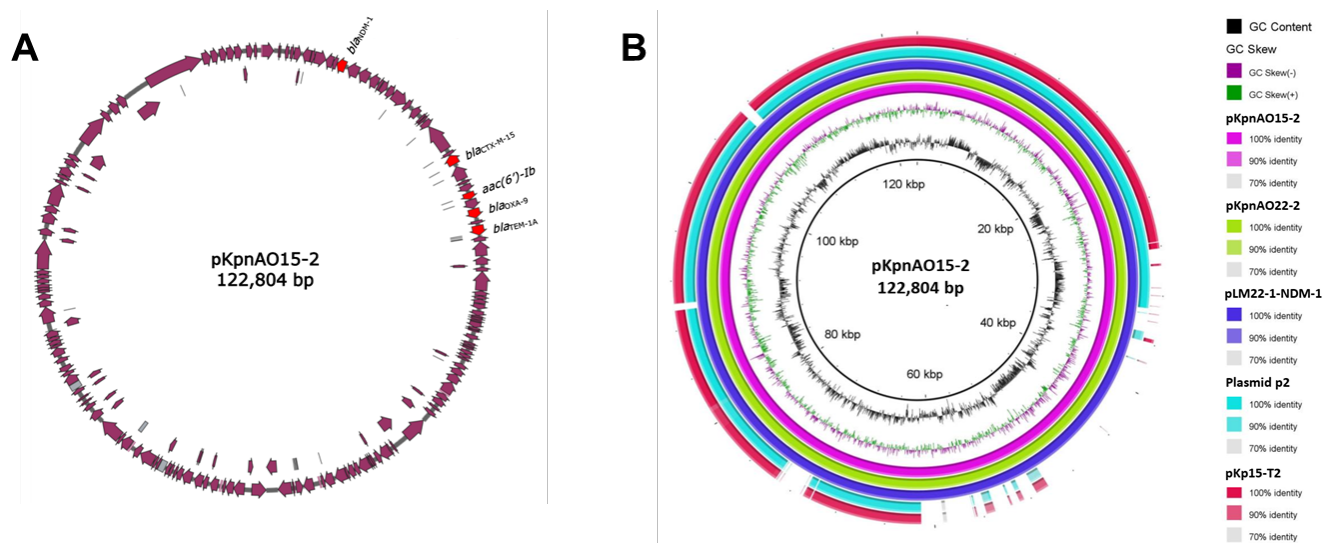 A
blaNDM-1
blaCTX-M-15
aac(6')-Ib
blaOXA-9
blaTEM-1A
pKpnAO15-2
122,804 bp
B
120 kbp
20 kbp
100 kbp
pKpnAO15-2
122,804 bp
40 kbp
80 kbp
60 kbp
GC Content
GC Skew
GC Skew(-)
GC Skew(+)
pKpnAO15-2
100% identity
90% identity
70% identity
pKpnAO22-2
100% identity
90% identity
70% identity
pLM22-1-NDM-1
100% identity
90% identity
70% identity
Plasmid p2
100% identity
90% identity
70% identity
pKp15-T2
100% identity
90% identity
70% identity